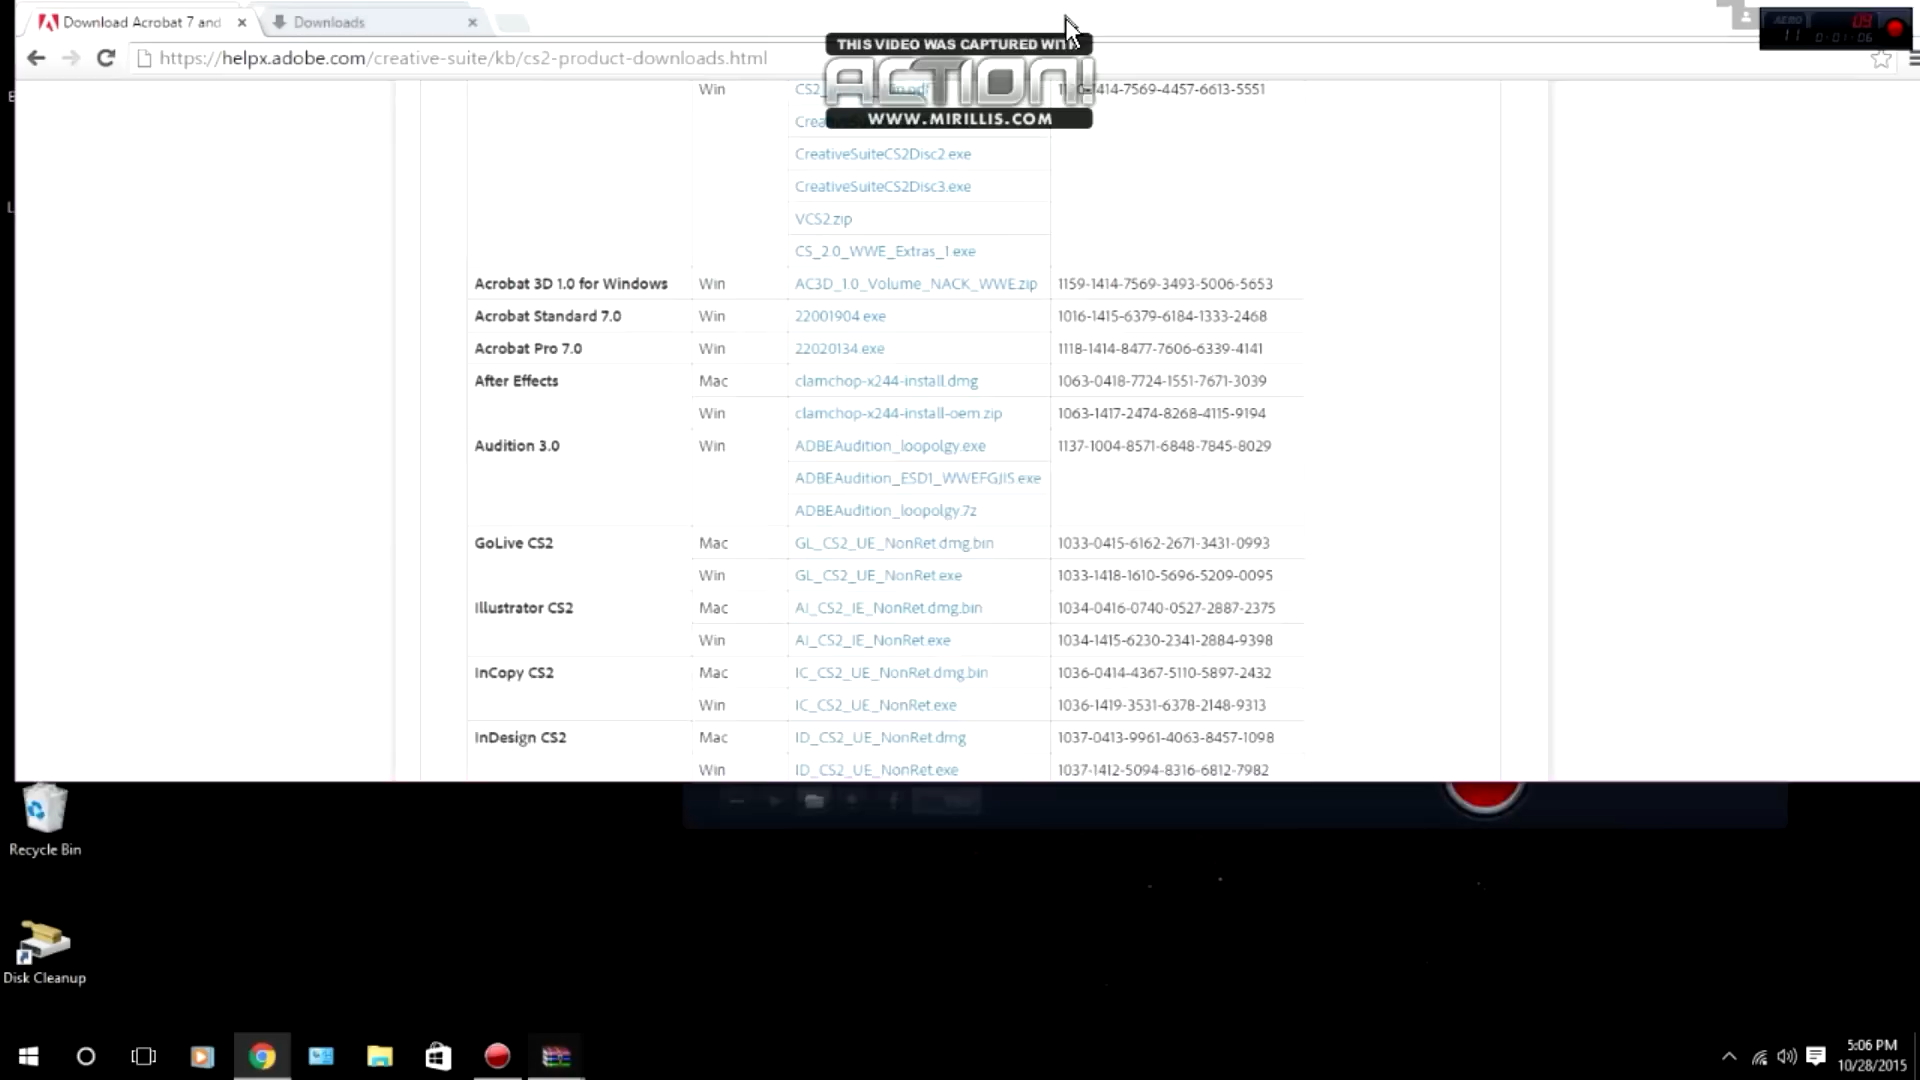 Download Acrobat 7 and
Downloads
https://helpx.adobe.com/creative-suite/kb/cs2-product-downloads.html
THIS VIDEO WAS CAPTURED WITH
ACTION!
WWW.MIRILLIS.COM
AERO
Win CS2_
414-7569-4457-6613-5551
Crea
CreativeSuiteCS2Disc2.exe
CreativeSuiteCS2Disc3.exe
VCS2.zip
CS_2.0_WWE_Extras_1.exe
Acrobat 3D 1.0 for Windows Win AC3D_1.0_Volume_NACK_WWE.zip 1159-1414-7569-3493-5006-5653
Acrobat Standard 7.0 Win 22001904.exe 1016-1415-6379-6184-1333-2468
Acrobat Pro 7.0 Win 22020134.exe 1118-1414-8477-7606-6339-4141
After Effects Mac clamchop-x244-install.dmg 1063-0418-7724-1551-7671-3039
Win clamchop-x244-install-oem.zip 1063-1417-2474-8268-4115-9194
Audition 3.0 Win ADBEAudition_loopolgy.exe 1137-1004-8571-6848-7845-8029
ADBEAudition_ESD1_WWEFGJIS.exe
ADBEAudition_loopolgy.7z
GoLive CS2 Mac GL_CS2_UE_NonRet.dmg.bin 1033-0415-6162-2671-3431-0993
Win GL_CS2_UE_NonRet.exe 1033-1418-1610-5696-5209-0095
Illustrator CS2 Mac AI_CS2_IE_NonRet.dmg.bin 1034-0416-0740-0527-2887-2375
Win AI_CS2_IE_NonRet.exe 1034-1415-6230-2341-2884-9398
InCopy CS2 Mac IC_CS2_UE_NonRet.dmg.bin 1036-0414-4367-5110-5897-2432
Win IC_CS2_UE_NonRet.exe 1036-1419-3531-6378-2148-9313
InDesign CS2 Mac ID_CS2_UE_NonRet.dmg 1037-0413-9961-4063-8457-1098
Win ID_CS2_UE_NonRet.exe 1037-1412-5094-8316-6812-7982
Recycle Bin
Disk Cleanup
5:06 PM
10/28/2015